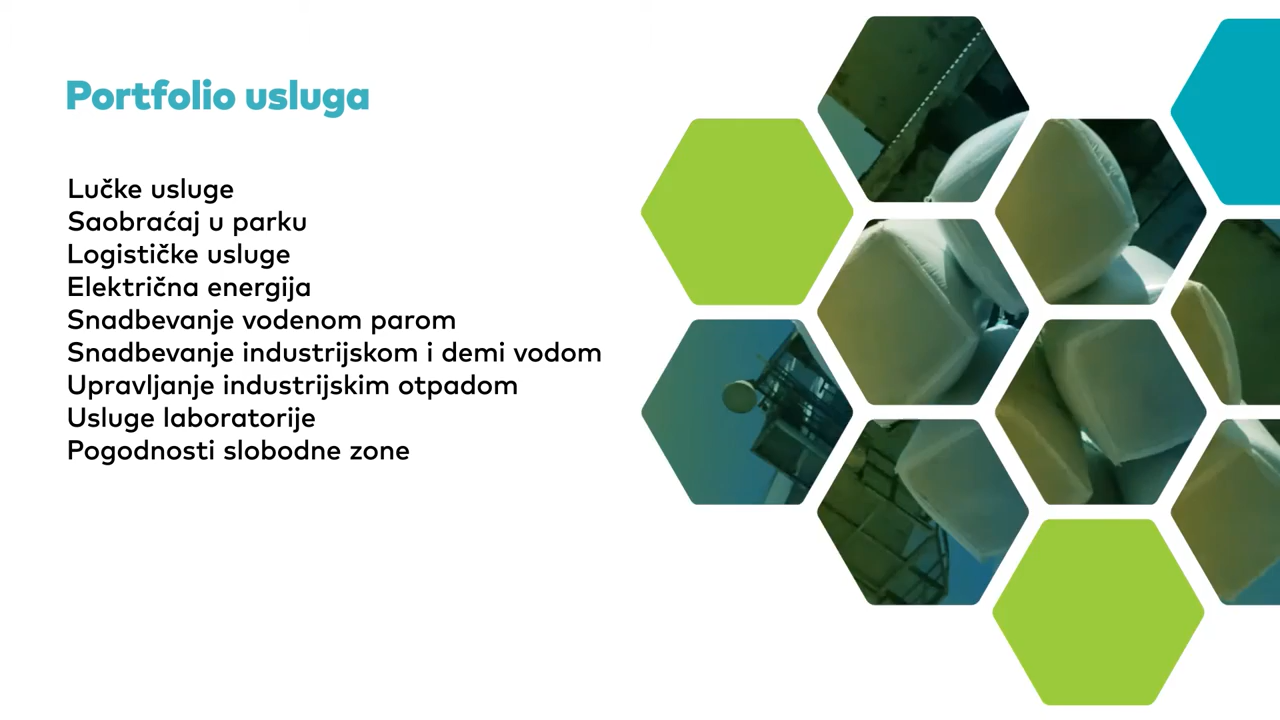 Portfolio usluga
Lučke usluge
Saobraćaj u parku
Logističke usluge
Električna energija
Snadbevanje vodenom parom
Snadbevanje industrijskom i demi vodom
Upravljanje industrijskim otpadom
Usluge laboratorije
Pogodnosti slobodne zone